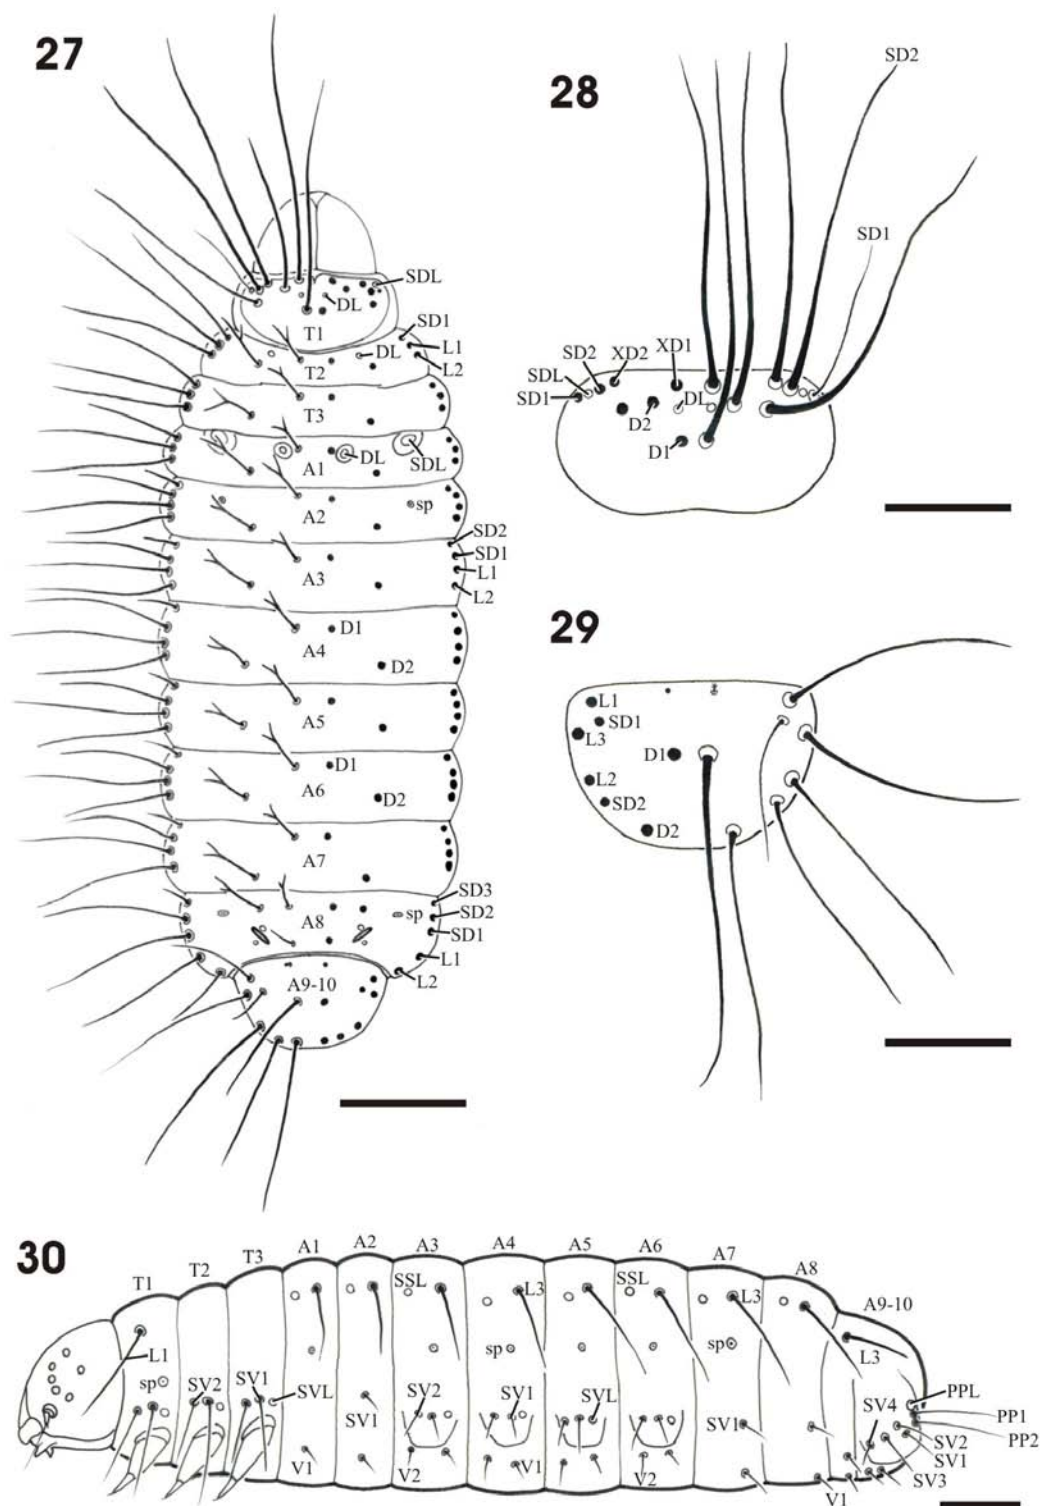 27
SDL
DL
T1
SD1
DL
L1
T2
L2
T3
DL
SDL
A1
sp
A2
SD2
SD1
A3
L1
L2
D1
A4
D2
A5
D1
A6
D2
A7
SD3
sp
SD2
A8
SD1
L1
L2
A9-10
28
SD2
SD1
SD2 XD2 XD1
SDL
SD1
DL
D2
D1
29
L1
SD1
L3
D1
L2
SD2
D2
30
T1 T2 T3 A1 A2 A3 A4 A5 A6 A7 A8 A9-10
SSL L3 SSL L3
L1 sp sp sp L3
SV2 SV1 SVL SV2 SV1 SVL SV4 PPL
PP1
PP2
SV1 SV1 SV2
SV1
SV3
V1 V2 V1 V2 V1